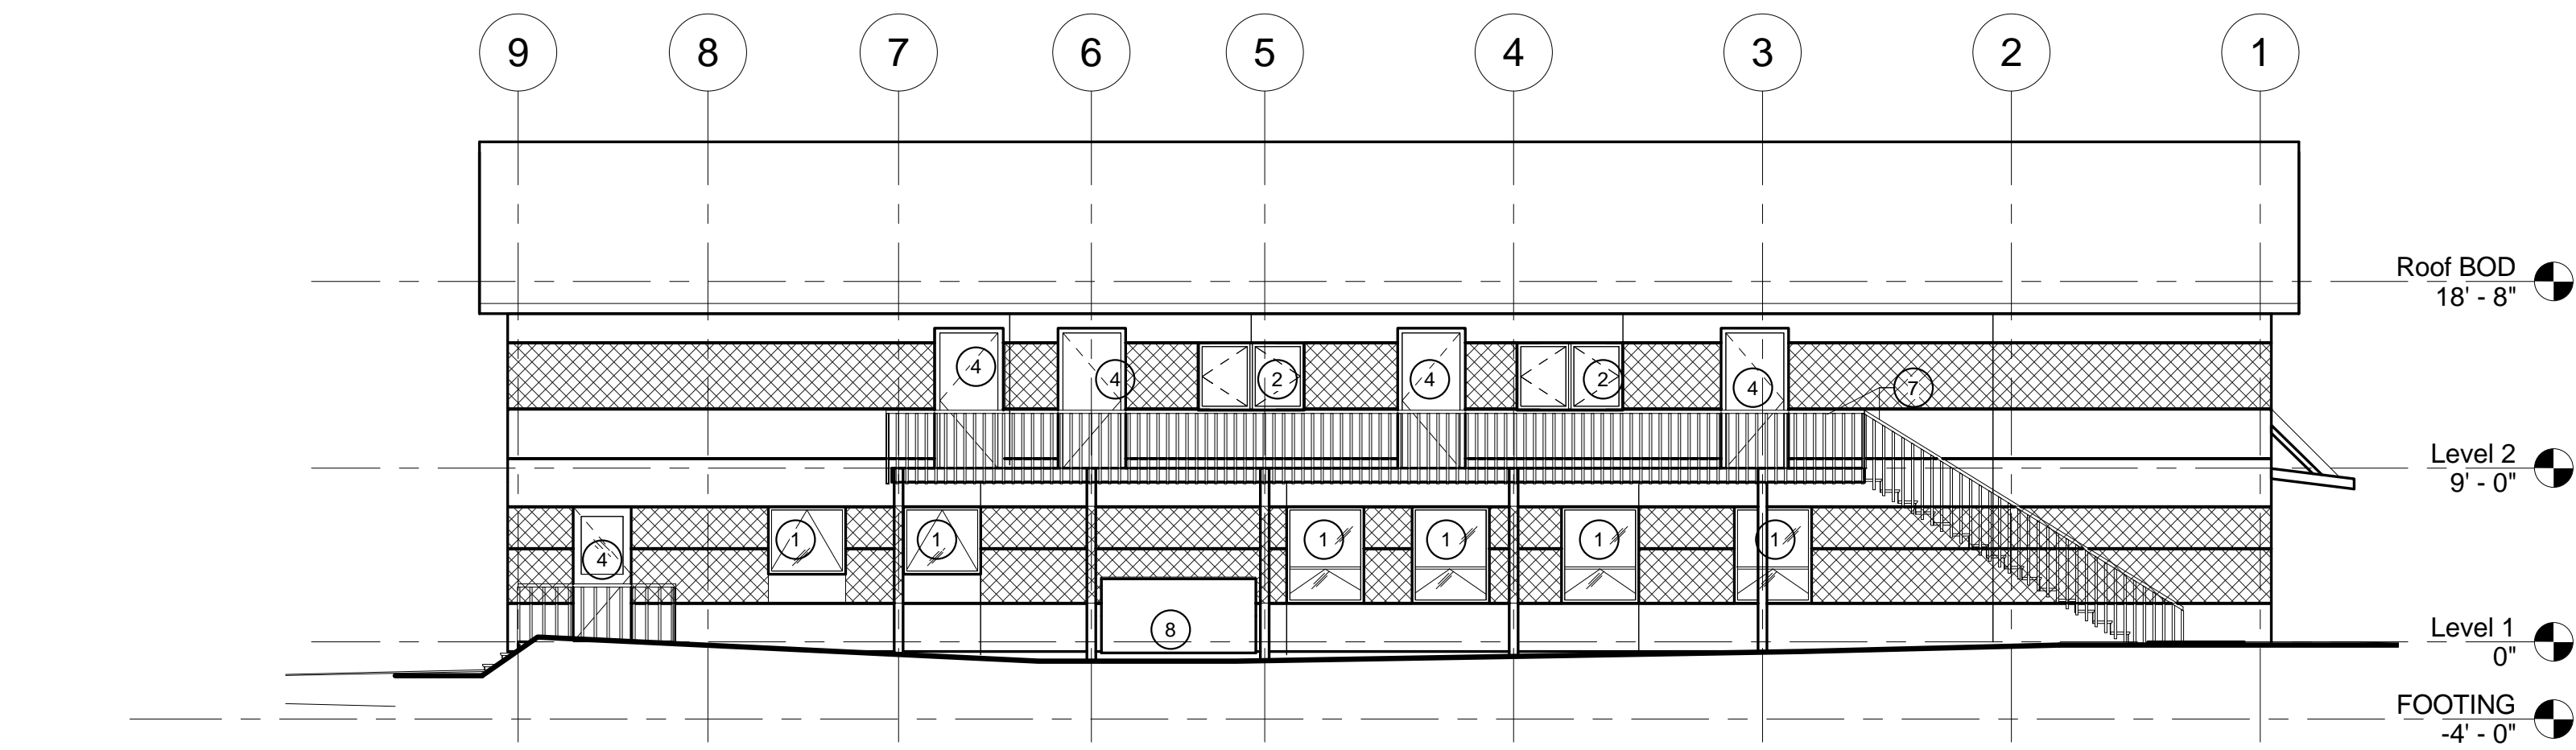 9 8 7 6 5 4 3 2 1
Roof BOD
18' - 8"
4 4 2 4 2 4 7
Level 2
9' - 0"
4 1 1 1 1 1 1
8
Level 1
0"
FOOTING
-4' - 0"